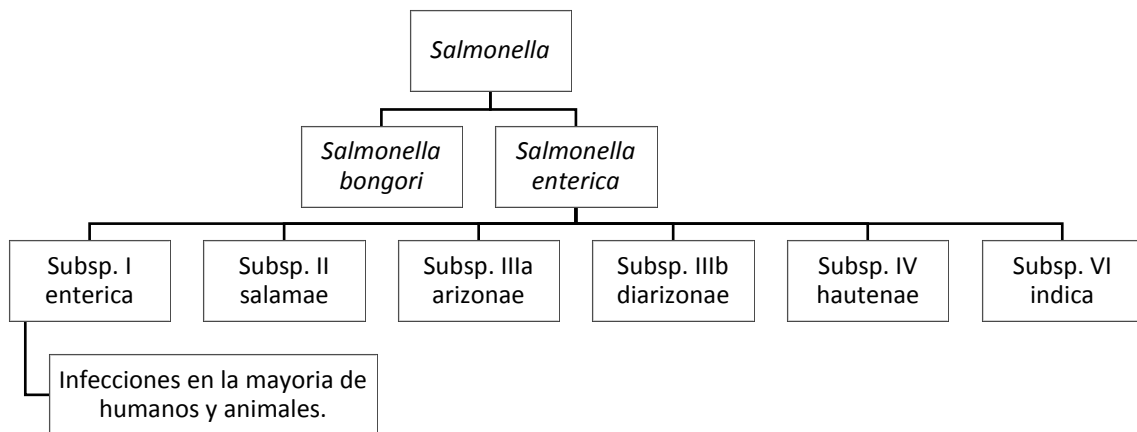 Salmonella
Salmonella
bongori
Salmonella
enterica
Subsp. I
enterica
Subsp. II
salamae
Subsp. IIIa
arizonae
Subsp. IIIb
diarizonae
Subsp. IV
hautenae
Subsp. VI
indica
Infecciones en la mayoria de
humanos y animales.